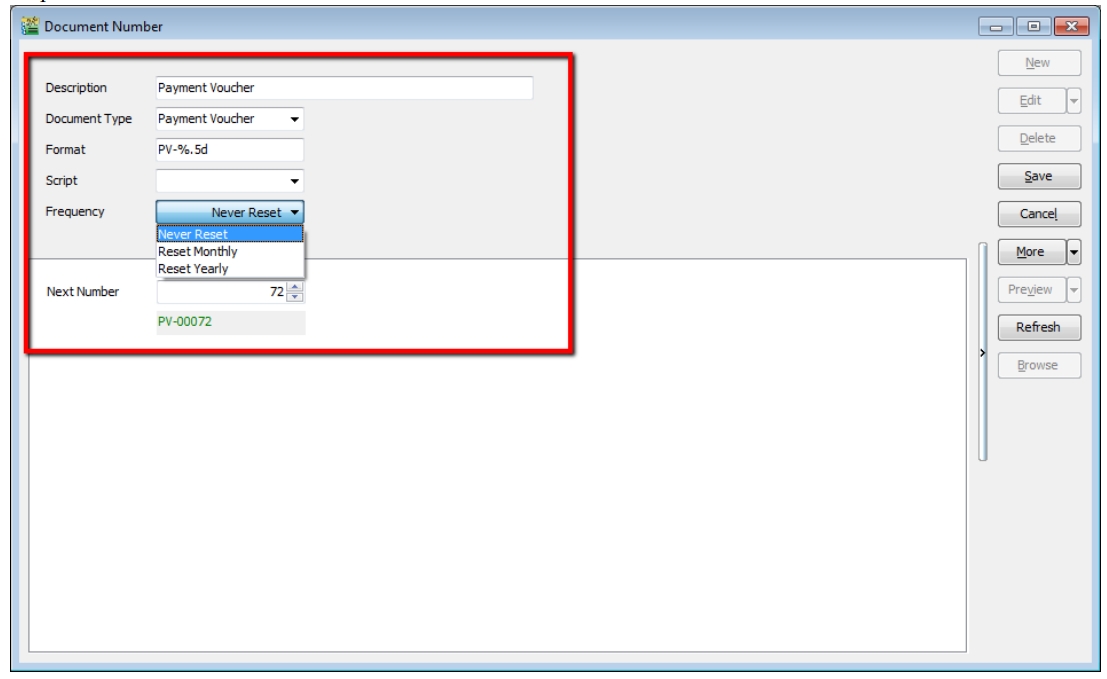 Document Number
New
Description Payment Voucher
Edit
Document Type Payment Voucher
Delete
Format PV-%.5d
Script
Save
Frequency Never Reset
Cancel
Never Reset
Reset Monthly
More
Reset Yearly
Next Number 72
Preview
PV-00072
Refresh
Browse